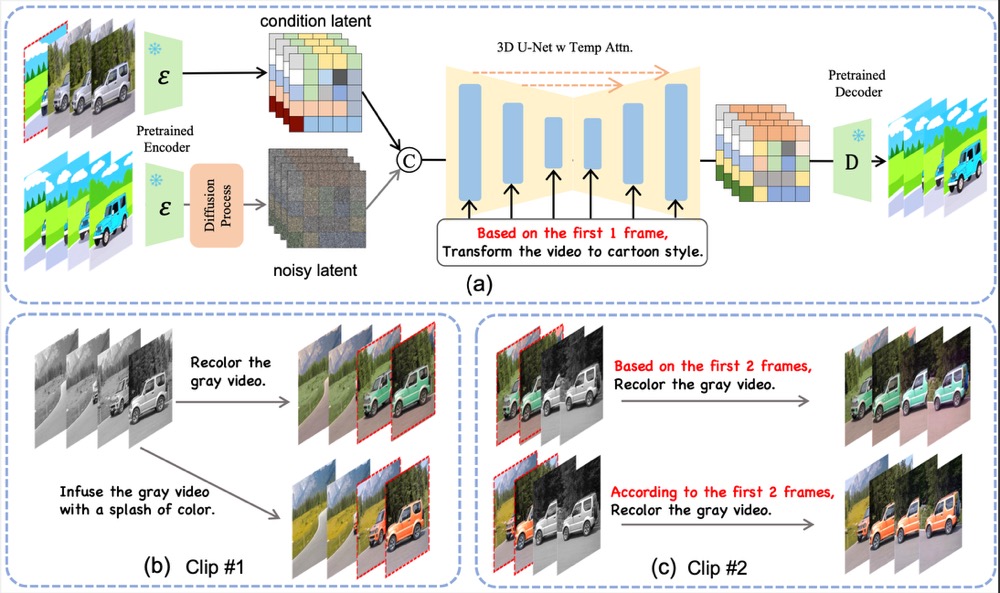 condition latent
ε
3D U-Net w Temp Attn.
Pretrained
Decoder
Pretrained
Encoder
C
D
ε
Diffusion
Process
Based on the first 1 frame,
Transform the video to cartoon style.
noisy latent
(a)
Recolor the
gray video.
Infuse the gray video
with a splash of color.
(b) Clip #1
Based on the first 2 frames,
Recolor the gray video.
According to the first 2 frames,
Recolor the gray video.
(c) Clip #2